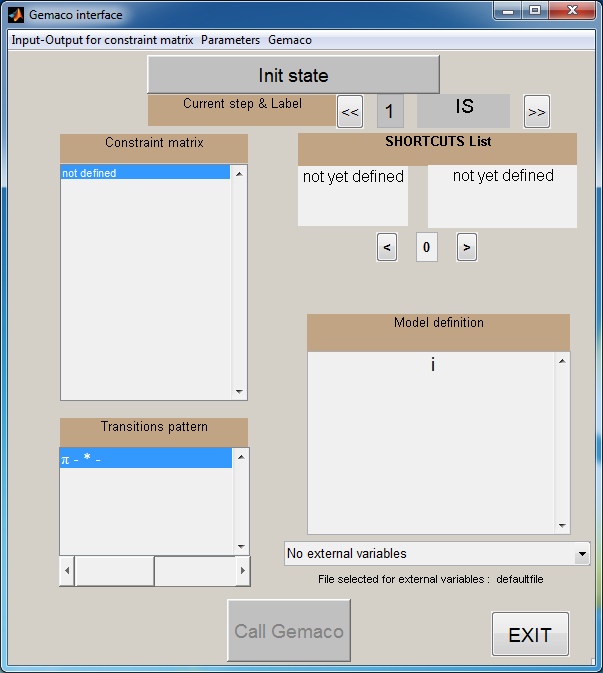 Gemaco interface
Input-Output for constraint matrix Parameters Gemaco
Init state
Current step & Label << 1 IS >>
Constraint matrix
not defined
SHORTCUTS List
not yet defined not yet defined
< 0 >
Model definition
i
Transitions pattern
π - * -
No external variables
File selected for external variables : defaultfile
Call Gemaco
EXIT